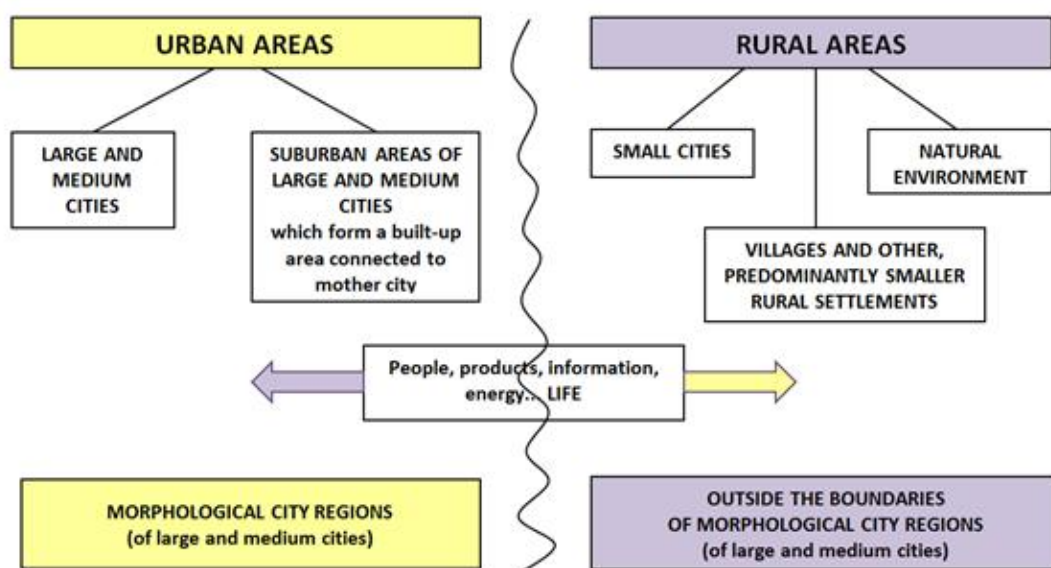 URBAN AREAS
RURAL AREAS
LARGE AND
MEDIUM
CITIES
SUBURBAN AREAS OF
LARGE AND MEDIUM
CITIES
which form a built-up
area connected to
mother city
SMALL CITIES
NATURAL
ENVIRONMENT
VILLAGES AND OTHER,
PREDOMINANTLY SMALLER
RURAL SETTLEMENTS
People, products, information,
energy... LIFE
MORPHOLOGICAL CITY REGIONS
(of large and medium cities)
OUTSIDE THE BOUNDARIES
OF MORPHOLOGICAL CITY REGIONS
(of large and medium cities)